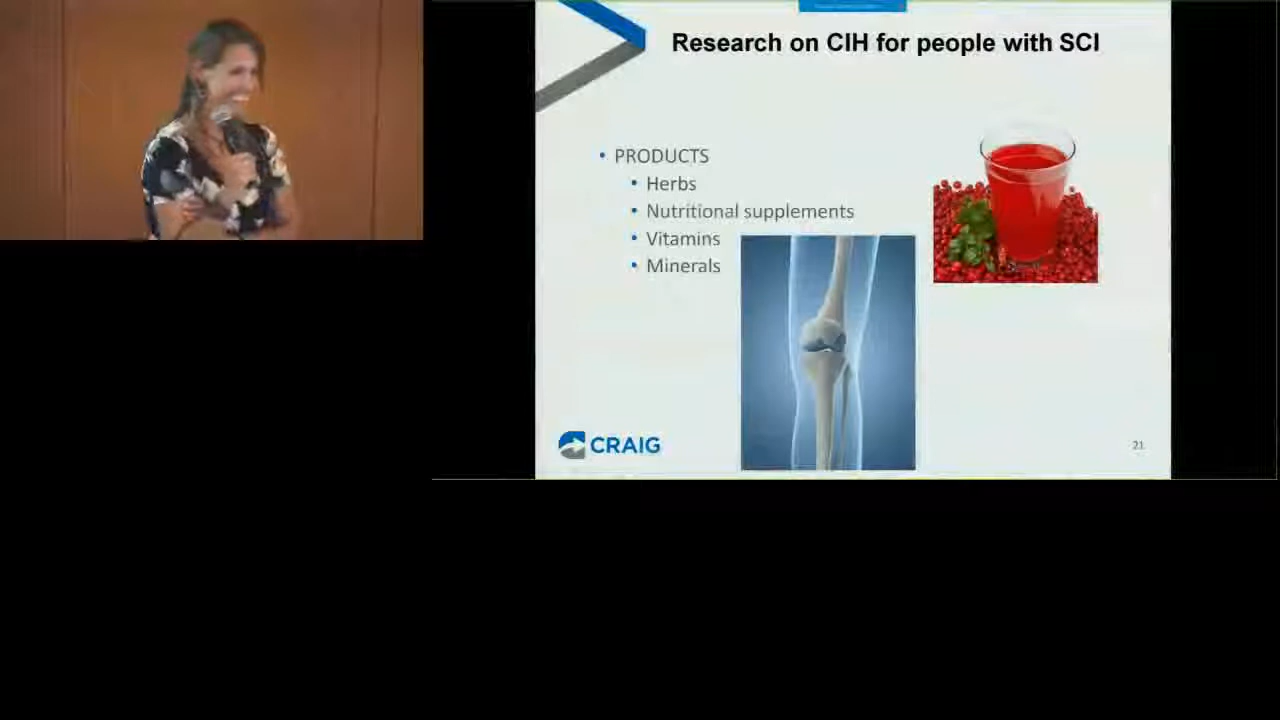 Research on CIH for people with SCI
• PRODUCTS
• Herbs
• Nutritional supplements
• Vitamins
• Minerals
CRAIG
21